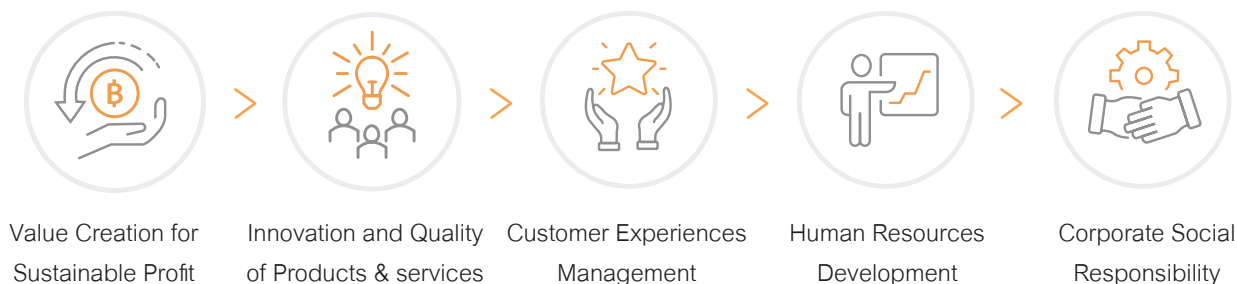 ฿
Value Creation for
Sustainable Profit
Innovation and Quality
of Products & services
Customer Experiences
Management
Human Resources
Development
Corporate Social
Responsibility